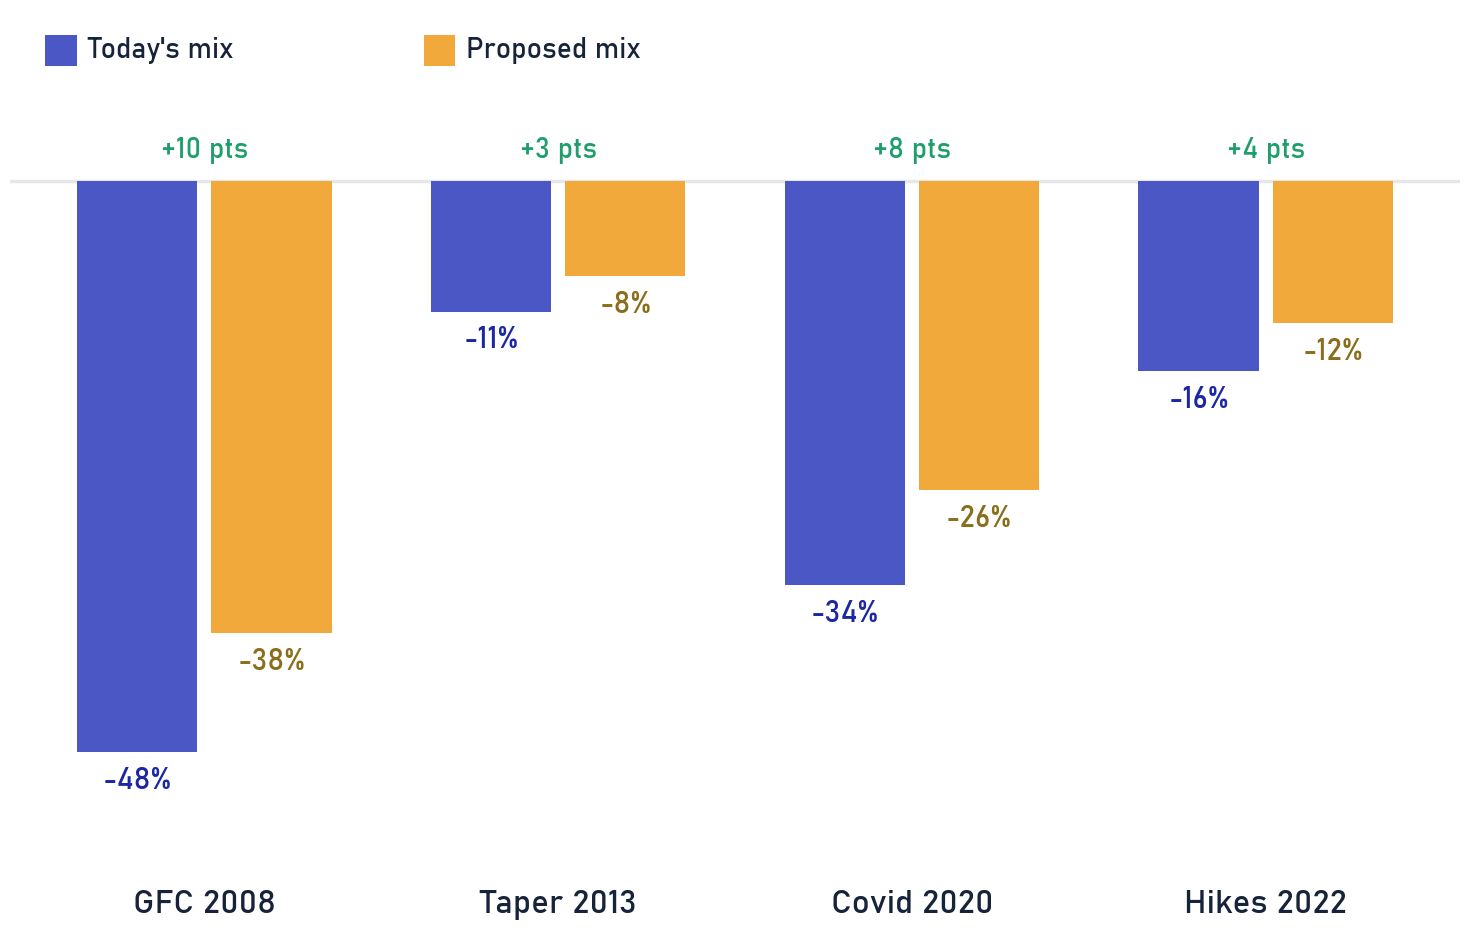 Today's mix
Proposed mix
+10 pts
+3 pts
+8 pts
+4 pts
-8%
-11%
-12%
-16%
-26%
-34%
-38%
-48%
GFC 2008
Taper 2013
Covid 2020
Hikes 2022